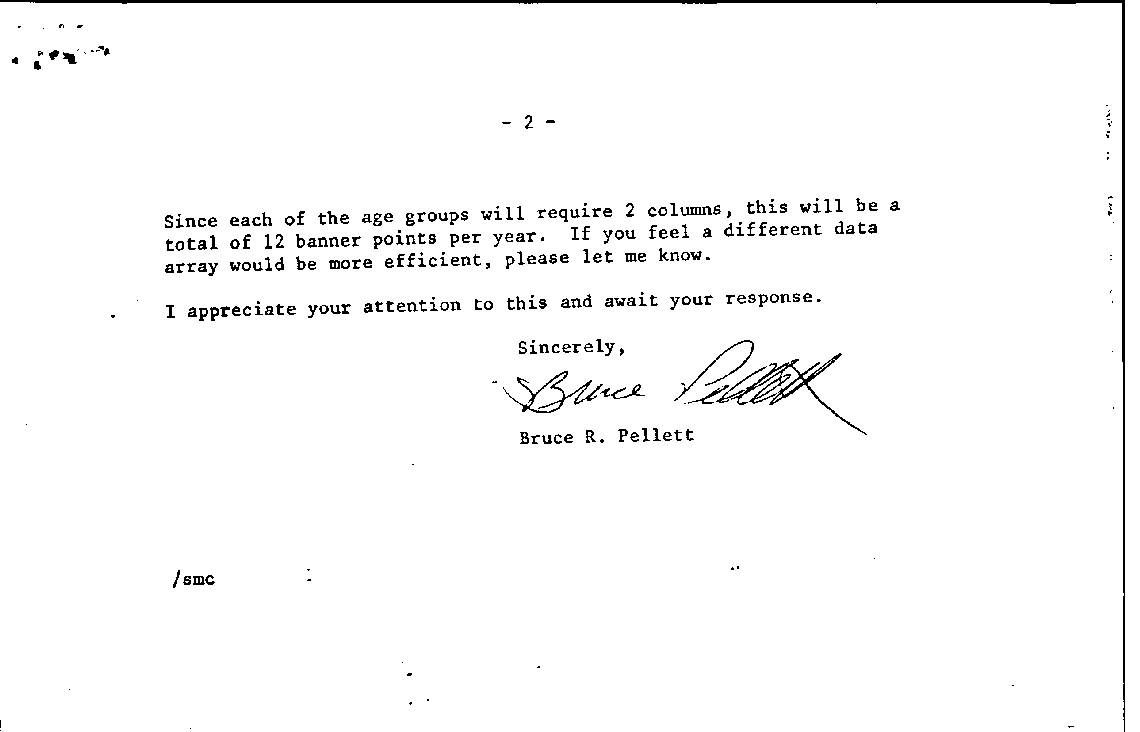 - 2 -
Since each of the age groups will require 2 columns, this will be a
total of 12 banner points per year. If you feel a different data
array would be more efficient, please let me know.
I appreciate your attention to this and await your response.
Sincerely,
Bruce Pellett
Bruce R. Pellett
/smc